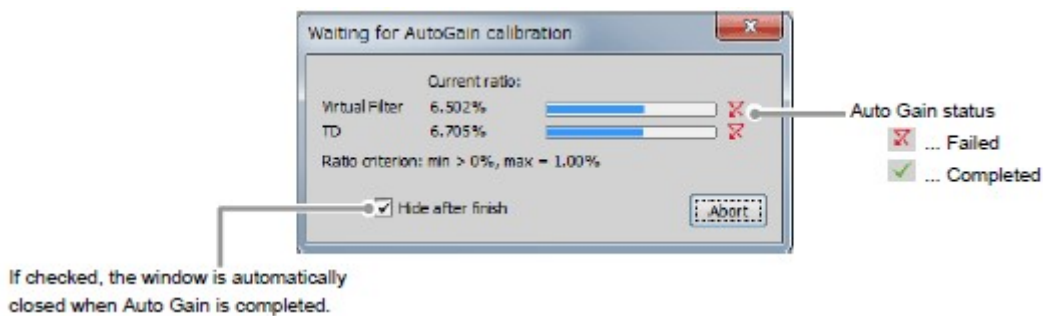 Waiting for AutoGain calibration
Current ratio:
Virtual Filter 6.502%
TD 6.705%
Ratio criterion: min > 0%, max = 1.00%
Hide after finish
Abort
Auto Gain status
... Failed
... Completed
If checked, the window is automatically
closed when Auto Gain is completed.